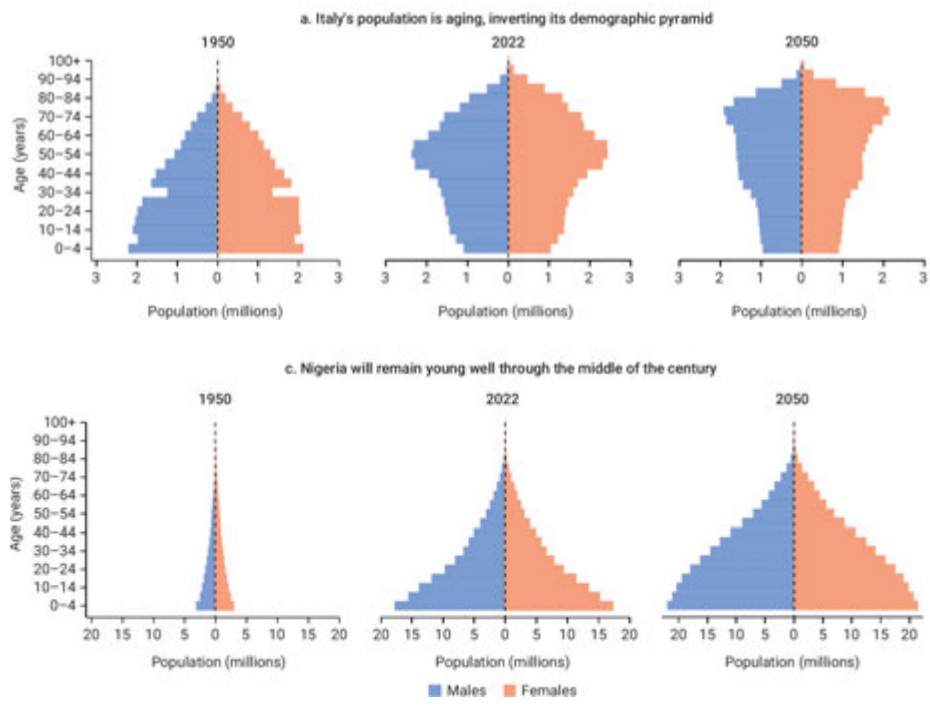 a. Italy's population is aging, inverting its demographic pyramid
1950
2022
2050
Age (years)
100+
90–94
80–84
70–74
60–64
50–54
40–44
30–34
20–24
10–14
0–4
3 2 1 0 1 2 3
3 2 1 0 1 2 3
3 2 1 0 1 2 3
Population (millions)
Population (millions)
Population (millions)
c. Nigeria will remain young well through the middle of the century
1950
2022
2050
Age (years)
100+
90–94
80–84
70–74
60–64
50–54
40–44
30–34
20–24
10–14
0–4
20 15 10 5 0 5 10 15 20
20 15 10 5 0 5 10 15 20
20 15 10 5 0 5 10 15 20
Population (millions)
Population (millions)
Population (millions)
Males
Females